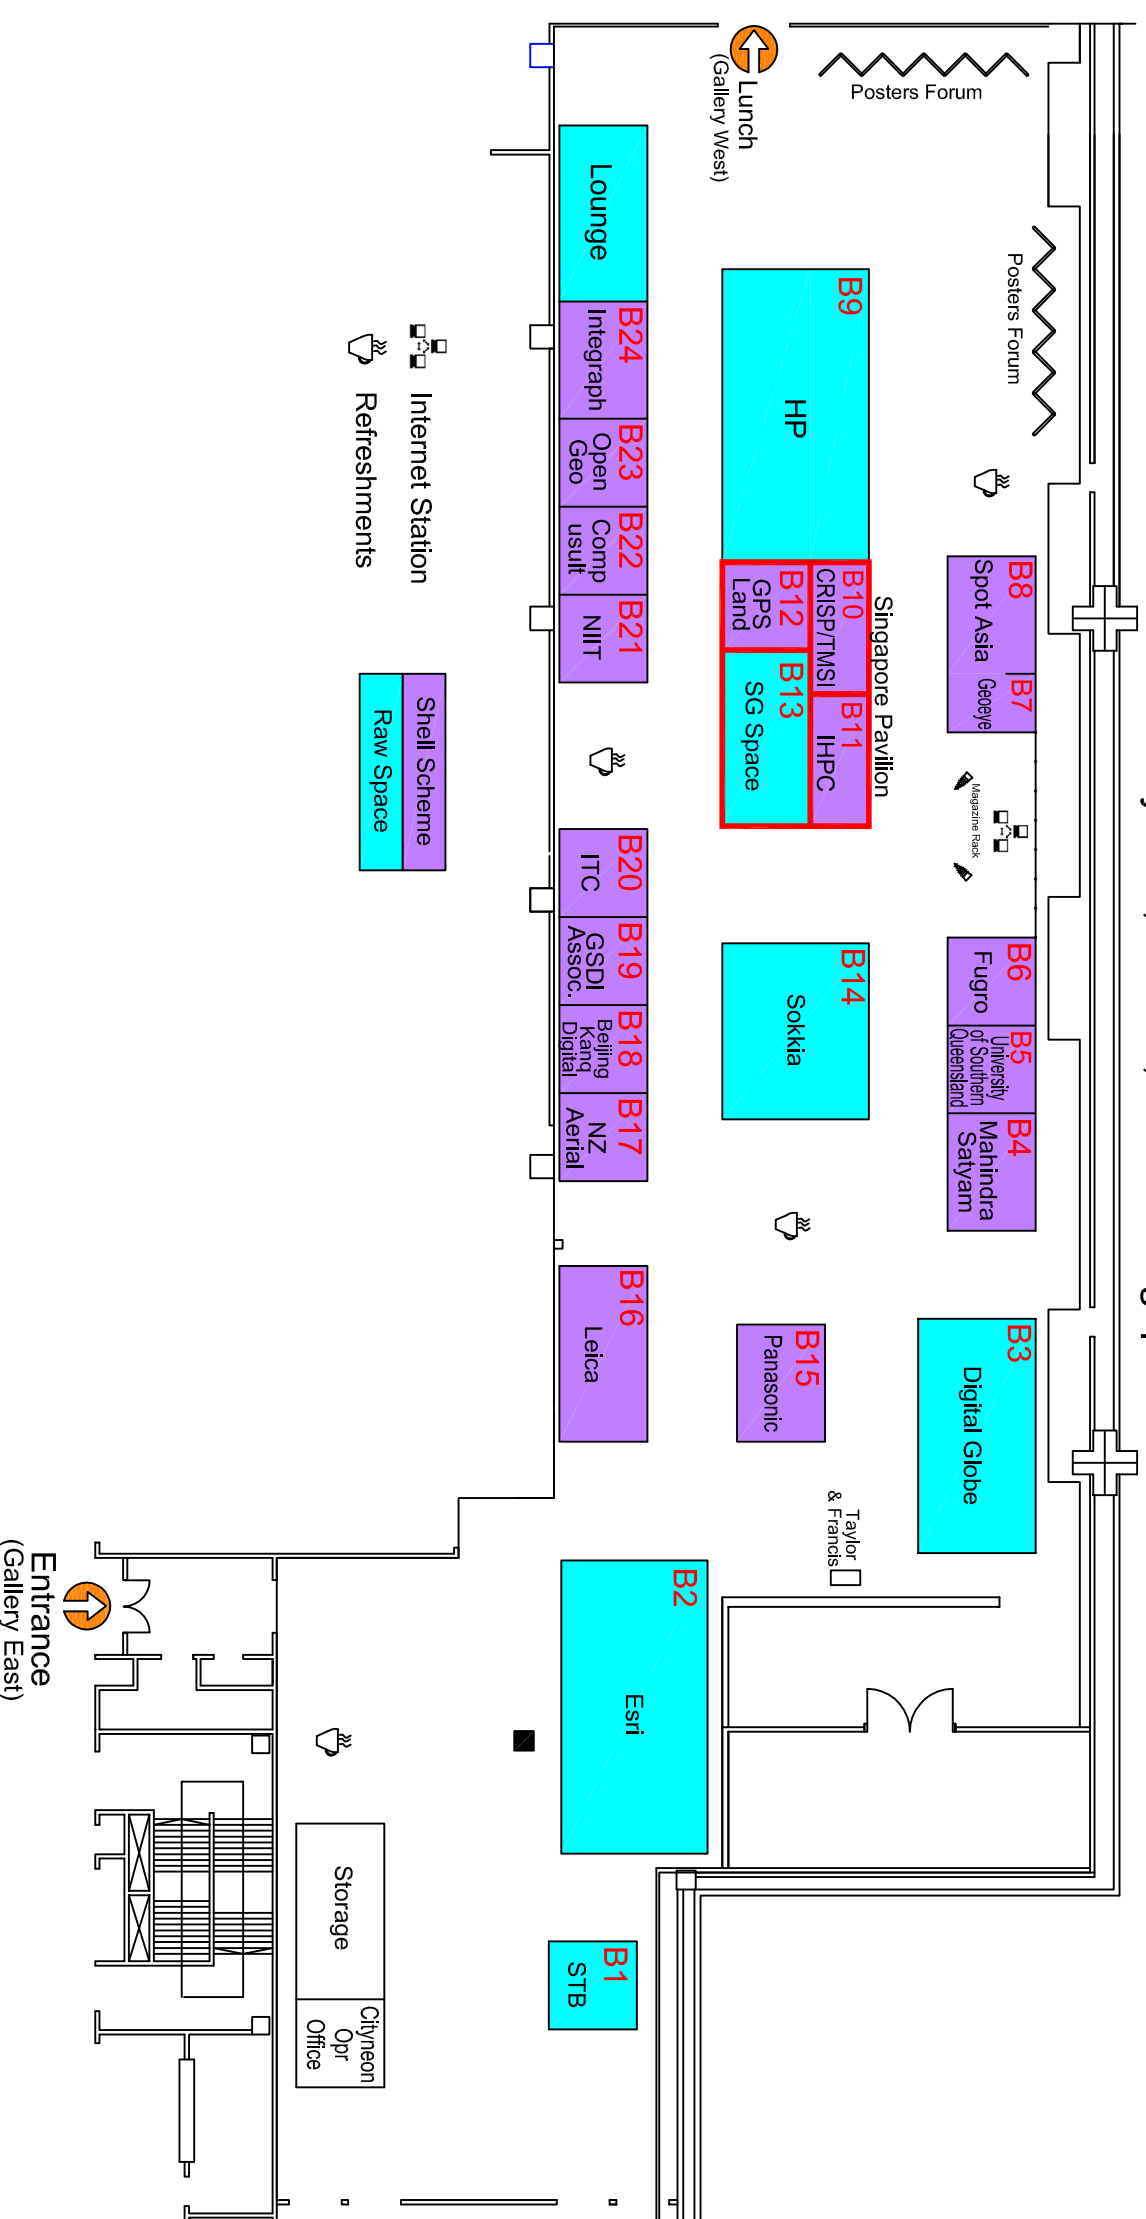 Posters Forum
Lunch
(Gallery West)
Posters Forum
Lounge
B9
HP
B24
Integraph
B23
Open
Geo
B22
Comp
usult
B21
NIIT
Internet Station
Refreshments
Singapore Pavillion
B10
CRISP/TMSI
B11
IHPC
B12
GPS
Land
B13
SG Space
B8
Spot Asia
B7
Geoeye
Magazine Rack
Shell Scheme
Raw Space
B20
ITC
B19
GSDI
Assoc.
B18
Beijing
Kanq
Digital
B17
NZ
Aerial
B14
Sokkia
B6
Fugro
B5
University
of Southern
Queensland
B4
Mahindra
Satyam
B16
Leica
B15
Panasonic
B3
Digital Globe
Taylor
& Francis
B2
Esri
Entrance
(Gallery East)
Storage
Cityneon
Opr
Office
B1
STB